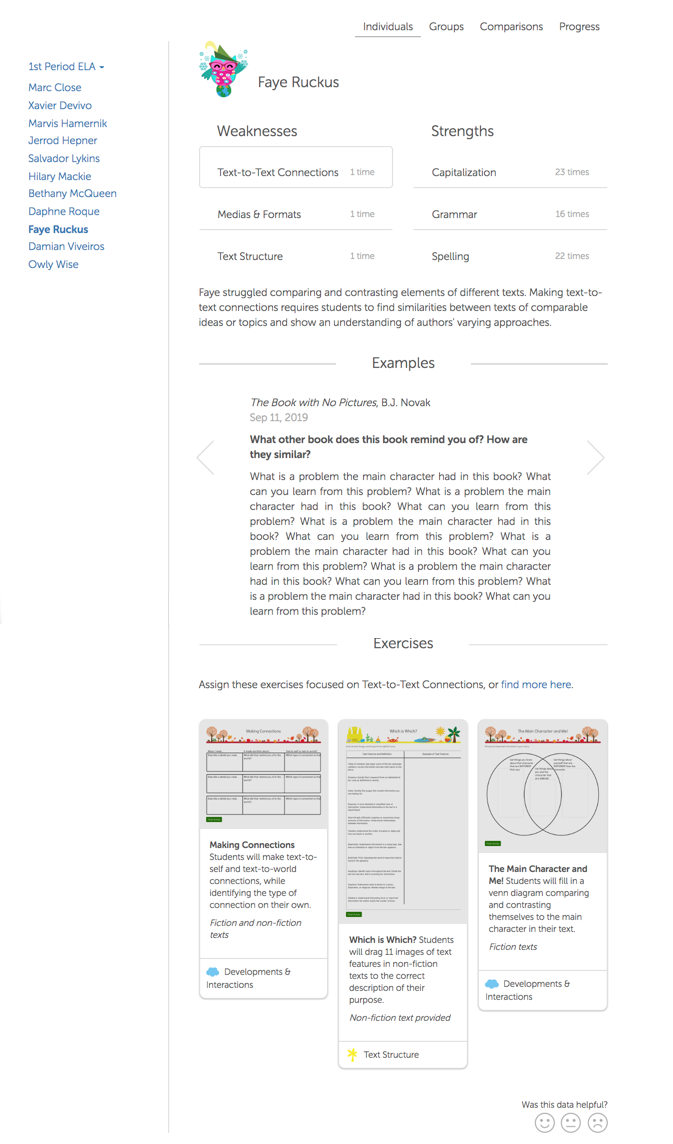 Individuals Groups Comparisons Progress
1st Period ELA
Marc Close
Xavier Devivo
Marvis Hamernik
Jerrod Hepner
Salvador Lykins
Hilary Mackie
Bethany McQueen
Daphne Roque
Faye Ruckus
Damian Viveiros
Owly Wise
Faye Ruckus
Weaknesses
Text-to-Text Connections 1 time
Medias & Formats 1 time
Text Structure 1 time
Strengths
Capitalization 23 times
Grammar 16 times
Spelling 22 times
Faye struggled comparing and contrasting elements of different texts. Making text-to-
text connections requires students to find similarities between texts of comparable
ideas or topics and show an understanding of authors' varying approaches.
Examples
The Book with No Pictures, B.J. Novak
Sep 11, 2019
What other book does this book remind you of? How are
they similar?
What is a problem the main character had in this book? What
can you learn from this problem? What is a problem the main
character had in this book? What can you learn from this
problem? What is a problem the main character had in this
book? What can you learn from this problem? What is a
problem the main character had in this book? What can you
learn from this problem? What is a problem the main character
had in this book? What can you learn from this problem? What
is a problem the main character had in this book? What can you
learn from this problem?
Exercises
Assign these exercises focused on Text-to-Text Connections, or find more here.
Making Connections
Making Connections
Students will make text-to-
self and text-to-world
connections, while
identifying the type of
connection on their own.
Fiction and non-fiction
texts
Developments &
Interactions
Which is Which?
Which is Which? Students
will drag 11 images of text
features in non-fiction
texts to the correct
description of their
purpose.
Non-fiction text provided
Text Structure
The Main Character and Me!
The Main Character and
Me! Students will fill in a
venn diagram comparing
and contrasting
themselves to the main
character in their text.
Fiction texts
Developments &
Interactions
Was this data helpful?